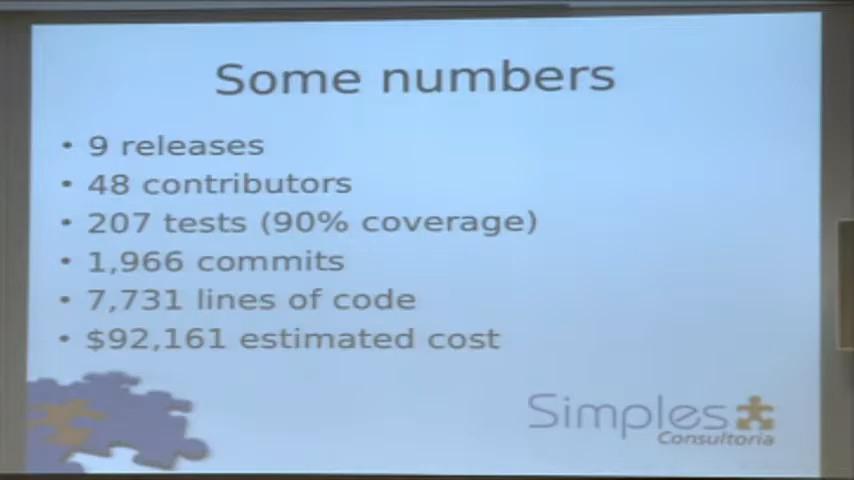 Some numbers
• 9 releases
• 48 contributors
• 207 tests (90% coverage)
• 1,966 commits
• 7,731 lines of code
• $92,161 estimated cost
Simples
Consultoria